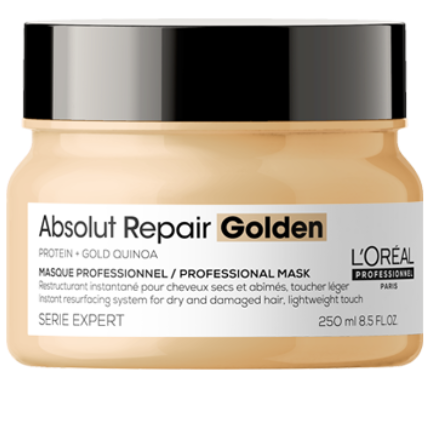 Absolut Repair Golden
PROTEIN + GOLD QUINOA
L'ORÉAL
PROFESSIONNEL
PARIS
MASQUE PROFESSIONNEL / PROFESSIONAL MASK
Restructurant instantané pour cheveux secs et abîmés, toucher léger
Instant resurfacing system for dry and damaged hair, lightweight touch
SERIE EXPERT
250 ml 8.5 FL.OZ